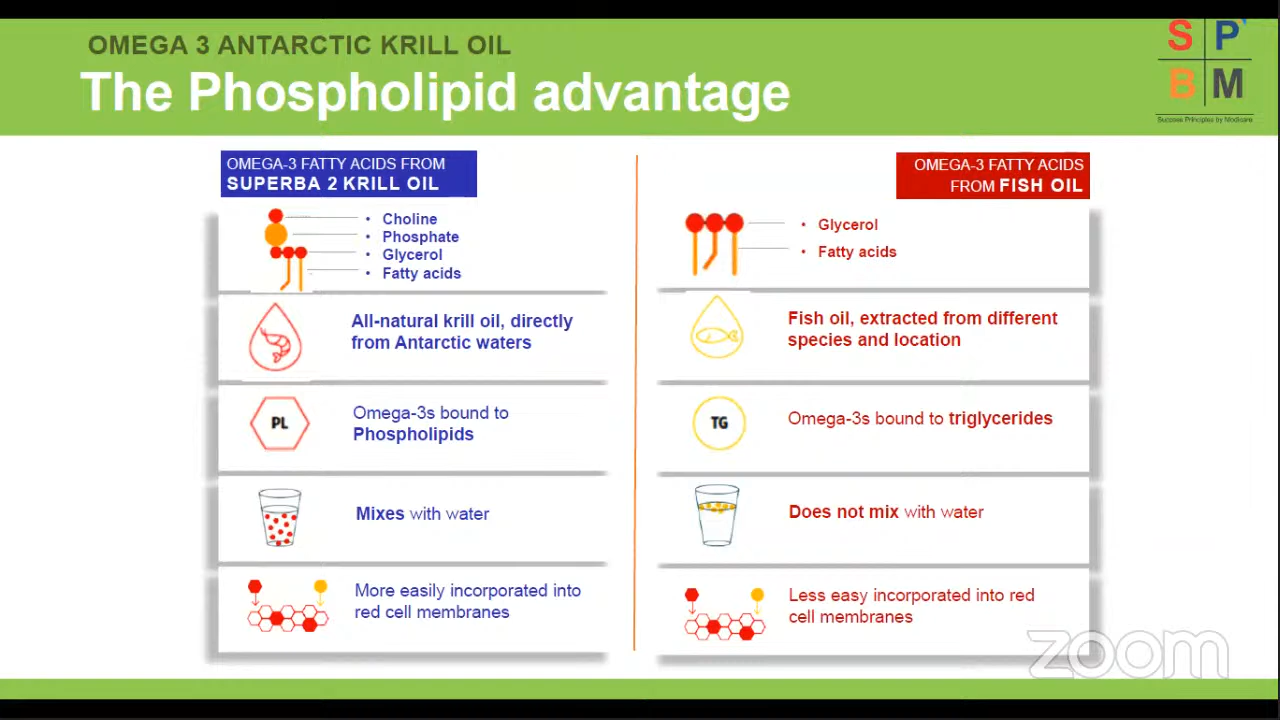 OMEGA 3 ANTARCTIC KRILL OIL
The Phospholipid advantage
S P
B M
Success Principles by Medicare
OMEGA-3 FATTY ACIDS FROM
SUPERBA 2 KRILL OIL
• Choline
• Phosphate
• Glycerol
• Fatty acids
All-natural krill oil, directly
from Antarctic waters
PL
Omega-3s bound to
Phospholipids
Mixes with water
More easily incorporated into
red cell membranes
OMEGA-3 FATTY ACIDS
FROM FISH OIL
• Glycerol
• Fatty acids
Fish oil, extracted from different
species and location
TG
Omega-3s bound to triglycerides
Does not mix with water
Less easy incorporated into red
cell membranes
zoom